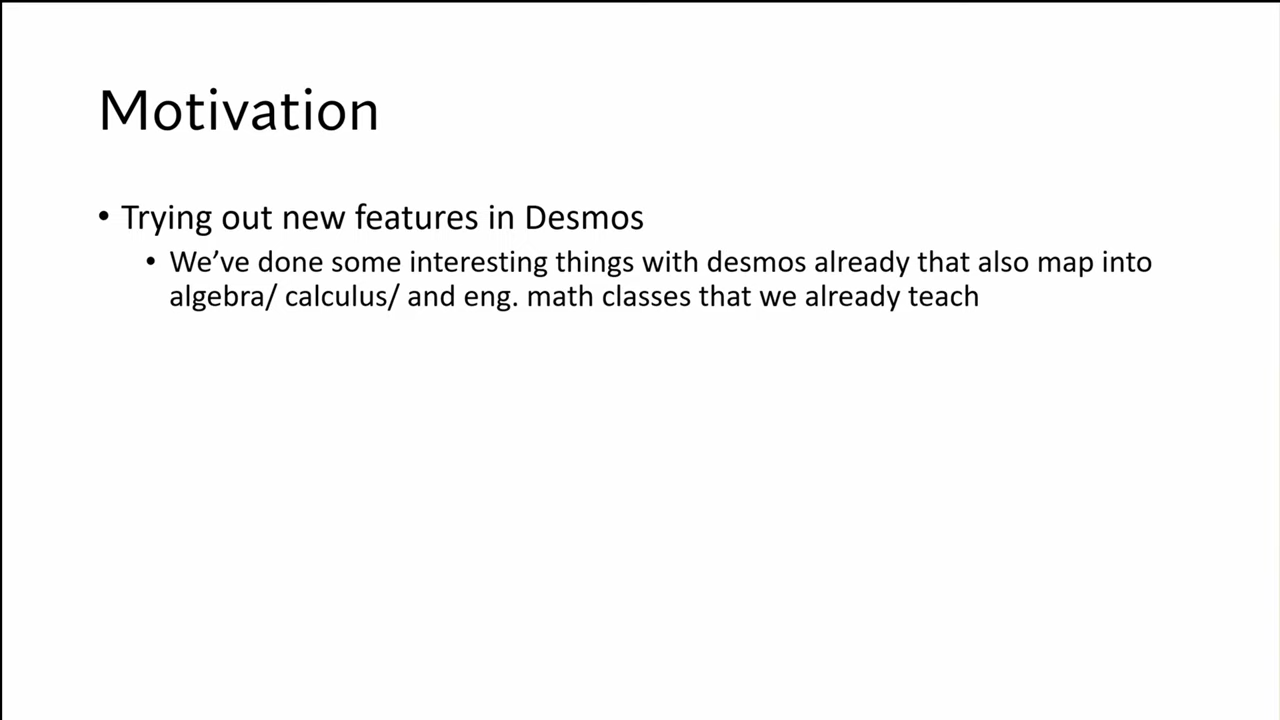 Motivation
• Trying out new features in Desmos
• We’ve done some interesting things with desmos already that also map into
algebra/ calculus/ and eng. math classes that we already teach